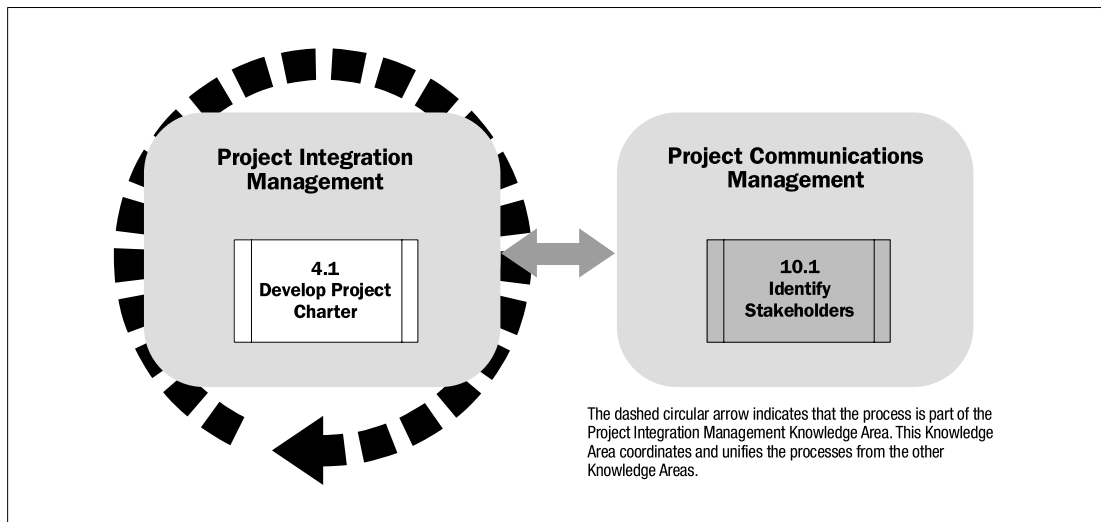 Project Integration
Management
4.1
Develop Project
Charter
Project Communications
Management
10.1
Identify
Stakeholders
The dashed circular arrow indicates that the process is part of the
Project Integration Management Knowledge Area. This Knowledge
Area coordinates and unifies the processes from the other
Knowledge Areas.